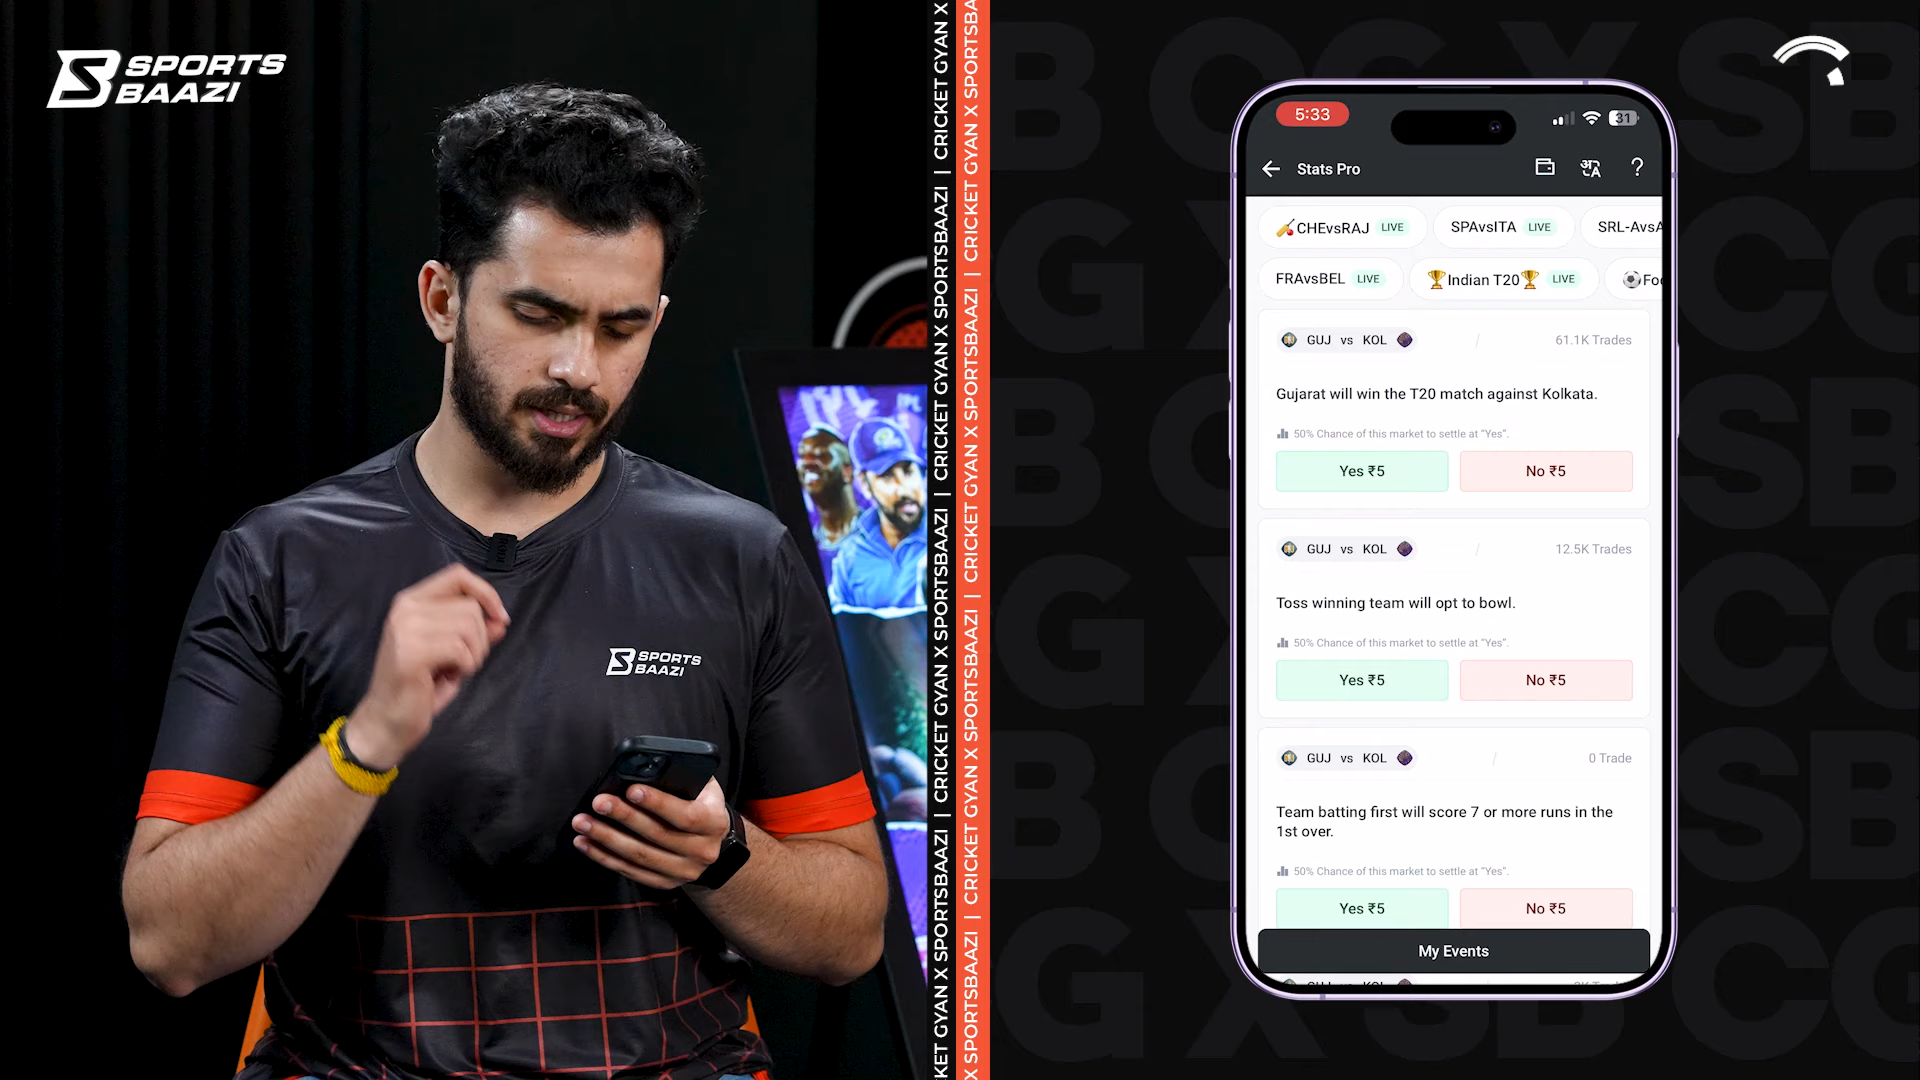 SPORTS
BAAZI
SPORTS
BAAZI
CRICKET GYAN X SPORTSBAAZI | CRICKET GYAN X SPORTSBAAZI | CRICKET GYAN X
CRICKET GYAN X SPORTSBAAZI | CRICKET GYAN X SPORTSBAAZI | CRICKET GYAN X
5:33
31
Stats Pro
CHEvsRAJ LIVE
SPAvsITA LIVE
SRL-AvsA
FRAvsBEL LIVE
Indian T20 LIVE
Foo
GUJ vs KOL
61.1K Trades
Gujarat will win the T20 match against Kolkata.
50% Chance of this market to settle at “Yes”.
Yes ₹5
No ₹5
GUJ vs KOL
12.5K Trades
Toss winning team will opt to bowl.
50% Chance of this market to settle at “Yes”.
Yes ₹5
No ₹5
GUJ vs KOL
0 Trade
Team batting first will score 7 or more runs in the
1st over.
50% Chance of this market to settle at “Yes”.
Yes ₹5
No ₹5
My Events